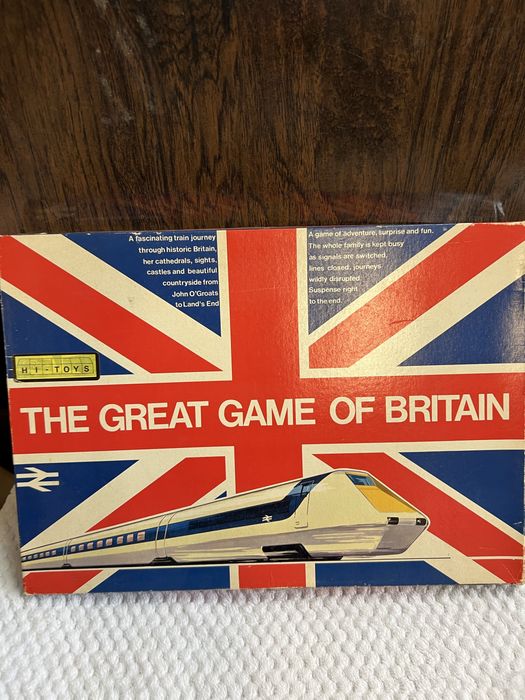 A fascinating train journey
through historic Britain,
her cathedrals, sights,
castles and beautiful
countryside from
John O'Groats
to Land's End
A game of adventure, surprise and fun.
The whole family is kept busy
as signals are switched,
lines closed, journeys
wildly disrupted.
Suspense right
to the end.
HI-TOYS
THE GREAT GAME OF BRITAIN